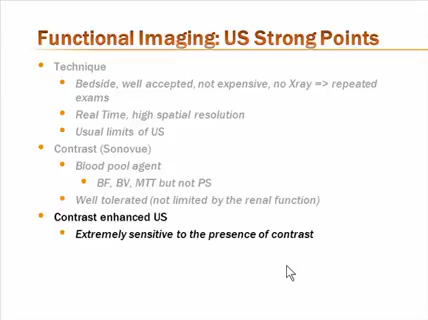 Functional Imaging: US Strong Points
Technique
Bedside, well accepted, not expensive, no Xray => repeated
exams
Real Time, high spatial resolution
Usual limits of US
Contrast (Sonovue)
Blood pool agent
BF, BV, MTT but not PS
Well tolerated (not limited by the renal function)
Contrast enhanced US
Extremely sensitive to the presence of contrast